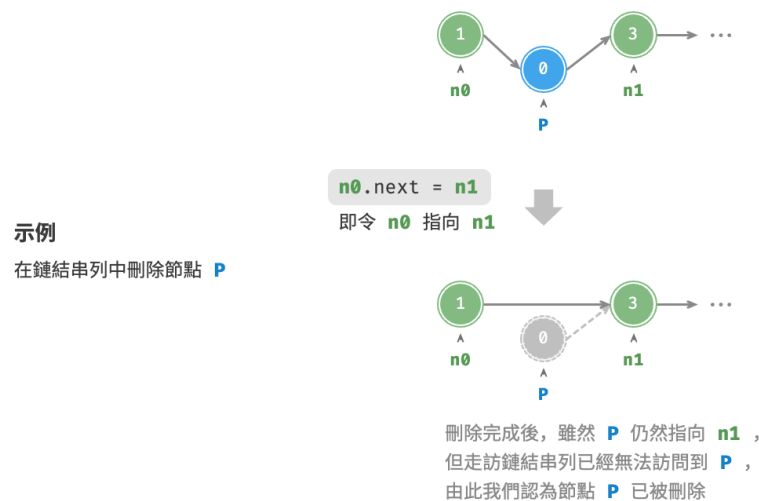 1
3
0
n0
n1
P
n0.next = n1
即令 n0 指向 n1
示例
在鏈結串列中刪除節點 P
1
3
0
n0
n1
P
刪除完成後，雖然 P 仍然指向 n1 ，
但走訪鏈結串列已經無法訪問到 P ，
由此我們認為節點 P 已被刪除